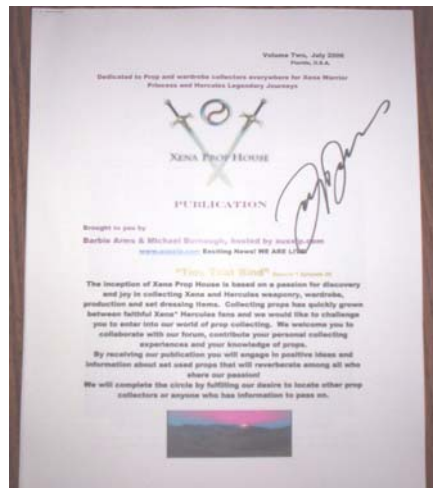 Volume Two, July 2006
Florida, U.S.A.
Dedicated to Prop and wardrobe collectors everywhere for Xena Warrior
Princess and Hercules Legendary Journeys
XENA PROP HOUSE
PUBLICATION
Brought to you by
Barbie Arms & Michael
Exciting News! WE ARE LIVE
"Ties That Bind"
The inception of Xena Prop House is based on a passion for discovery
and joy in collecting Xena and Hercules weaponry, wardrobe,
production and set dressing items. Collecting props has quickly grown
between faithful Xena* Hercules fans and we would like to challenge
you to enter into our world of prop collecting. We welcome you to
collaborate with our forum, contribute your personal collecting
experiences and your knowledge of props.
By receiving our publication you will engage in positive ideas and
information about set used props that will reverberate among all who
share our passion!
We will complete the circle by fulfilling our desire to locate other prop
collectors or anyone who has information to pass on.